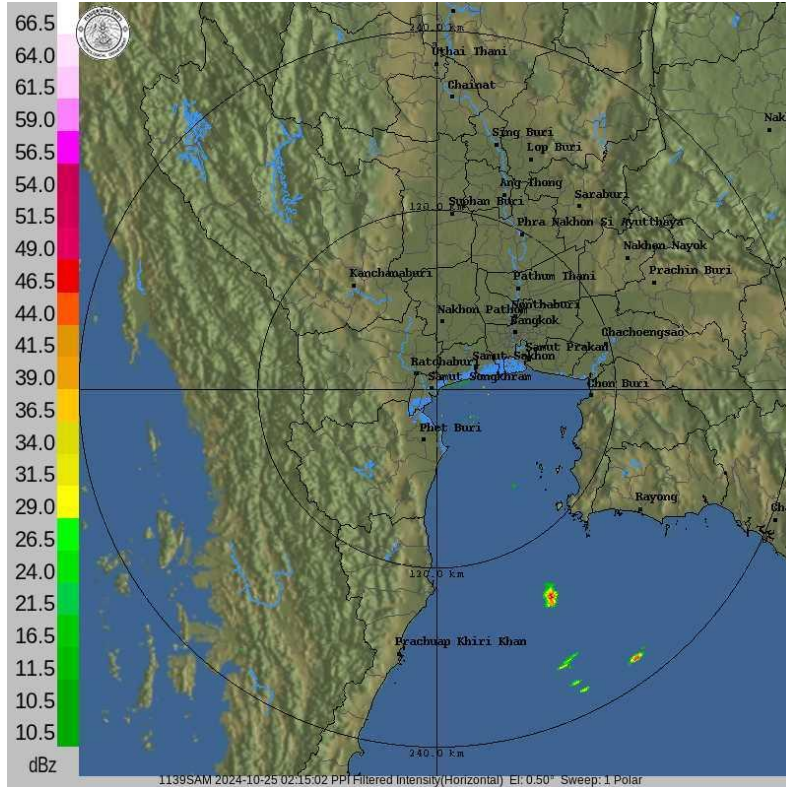 66.5
64.0
61.5
59.0
56.5
54.0
51.5
49.0
46.5
44.0
41.5
39.0
36.5
34.0
31.5
29.0
26.5
24.0
21.5
16.5
11.5
10.5
10.5
dBz
240.0 km
Uthai Thani
Chainat
Sing Buri
Lop Buri
Ang Thong
Saraburi
Suphan Buri
120.0 km
Phra Nakhon Si Ayutthaya
Nakhon Nayok
Kanchanaburi
Prachin Buri
Pathum Thani
Nakhon Pathom
Nonthaburi
Bangkok
Chachoengsao
Samut Prakan
Samut Sakhon
Ratchaburi
Samut Songkhram
Chon Buri
Phet Buri
Rayong
120.0 km
Prachuap Khiri Khan
240.0 km
1139SAM 2024-10-25 02:15:02 PPI Filtered Intensity(Horizontal) El: 0.50° Sweep: 1 Polar